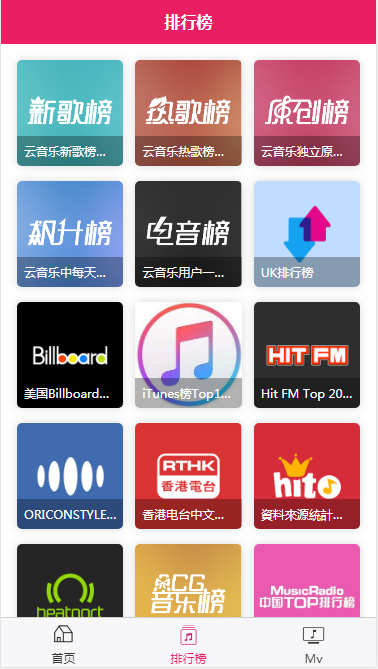 排行榜
新歌榜
云音乐新歌榜...
热歌榜
云音乐热歌榜...
原创榜
云音乐独立原...
飙升榜
云音乐中每天...
电音榜
云音乐用户一...
UK排行榜
Billboard
美国Billboard...
iTunes榜Top1...
HIT FM
Hit FM Top 20...
ORICONSTYLE...
RTHK
香港電台
香港电台中文...
hito
資料來源統計...
beatport
ACG
音乐榜
MusicRadio
中国TOP排行榜
首页
排行榜
Mv